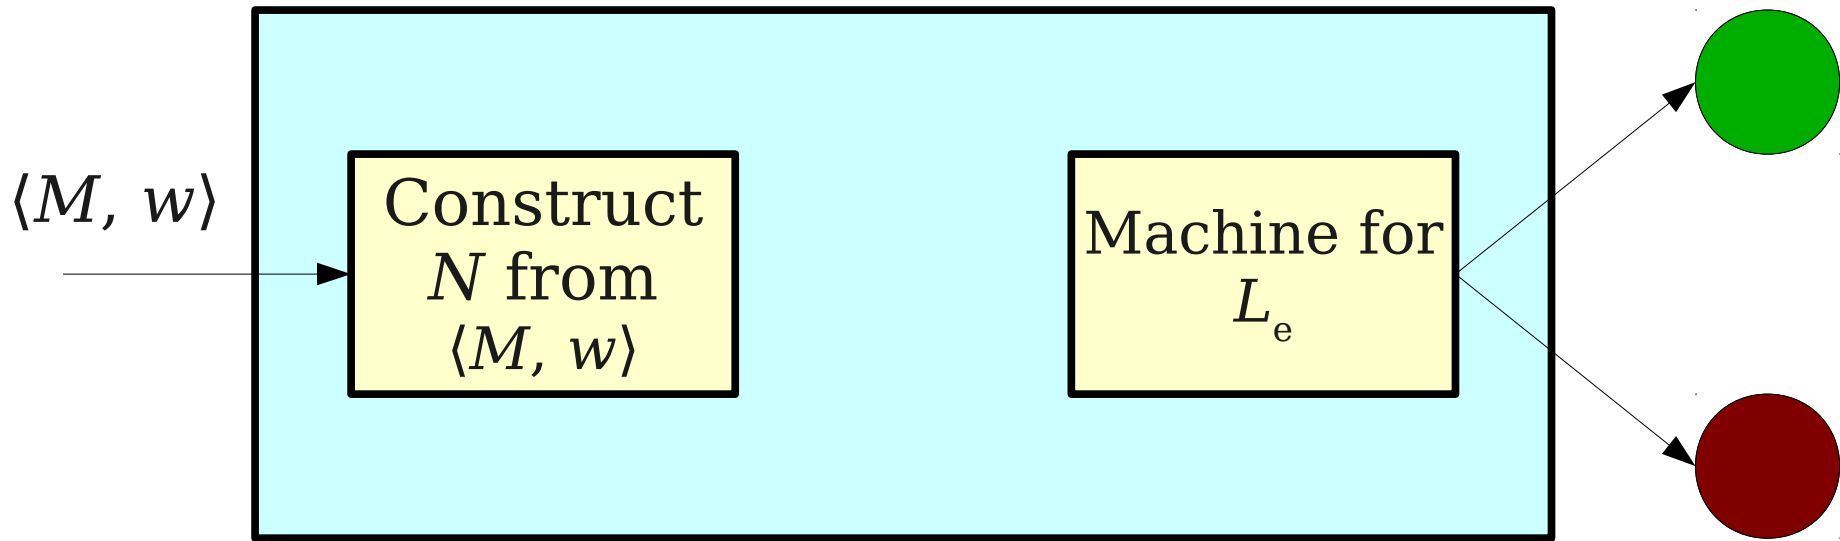 ⟨M, w⟩
Construct
N from
⟨M, w⟩
Machine for
Lₑ